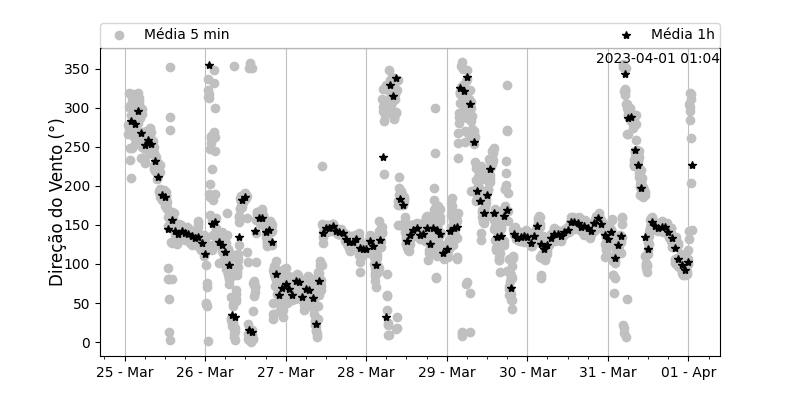 Média 5 min
Média 1h
2023-04-01 01:04
Direção do Vento (°)
350
300
250
200
150
100
50
0
25 - Mar
26 - Mar
27 - Mar
28 - Mar
29 - Mar
30 - Mar
31 - Mar
01 - Apr